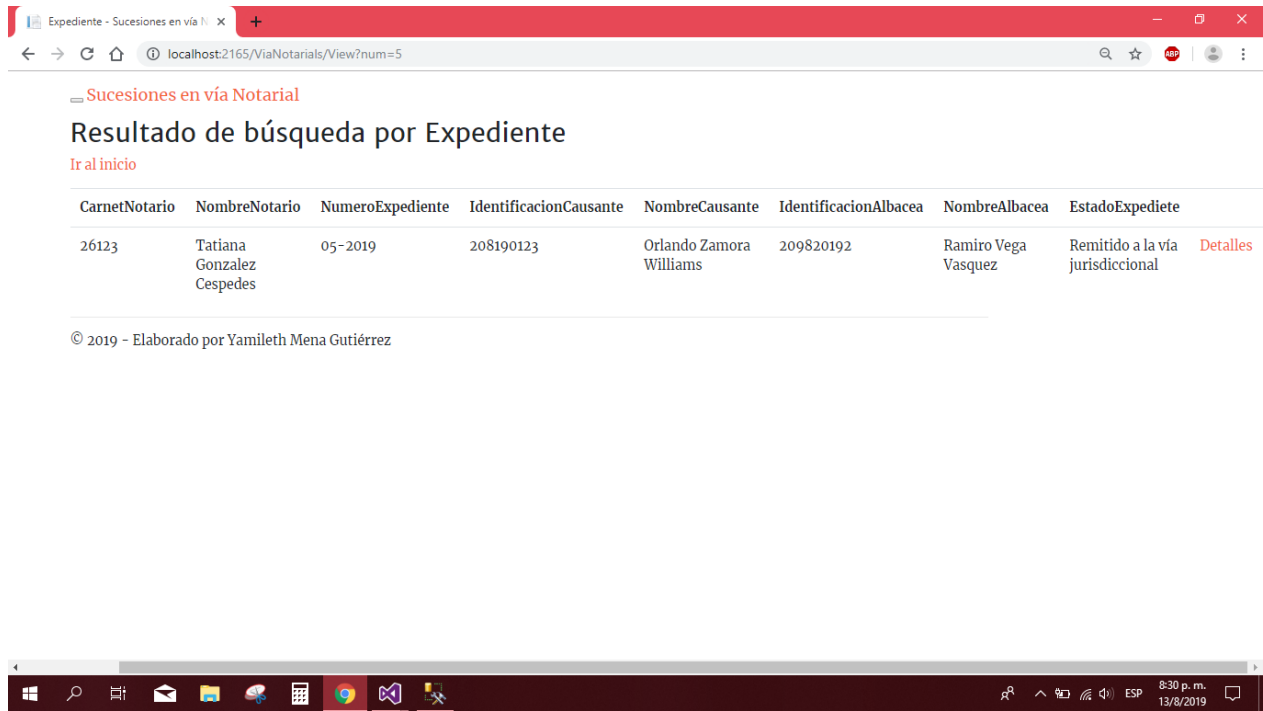 Expediente - Sucesiones en vía N
localhost:2165/ViaNotarials/View?num=5
ABP
Sucesiones en vía Notarial
Resultado de búsqueda por Expediente
Ir al inicio
CarnetNotario NombreNotario NumeroExpediente IdentificacionCausante NombreCausante IdentificacionAlbacea NombreAlbacea EstadoExpediete
26123 Tatiana 05-2019 208190123 Orlando Zamora 209820192 Ramiro Vega Remitido a la vía Detalles
Gonzalez Williams Vasquez jurisdiccional
Cespedes
© 2019 - Elaborado por Yamileth Mena Gutiérrez
ESP
8:30 p. m.
13/8/2019